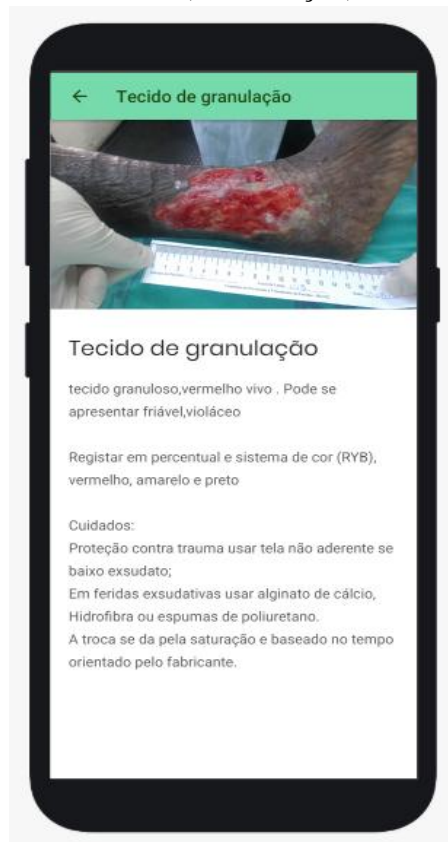 Tecido de granulação
Tecido de granulação
tecido granuloso,vermelho vivo . Pode se
apresentar friável,violáceo
Registar em percentual e sistema de cor (RYB),
vermelho, amarelo e preto
Cuidados:
Proteção contra trauma usar tela não aderente se
baixo exsudato;
Em feridas exsudativas usar alginato de cálcio,
Hidrofibra ou espumas de poliuretano.
A troca se da pela saturação e baseado no tempo
orientado pelo fabricante.